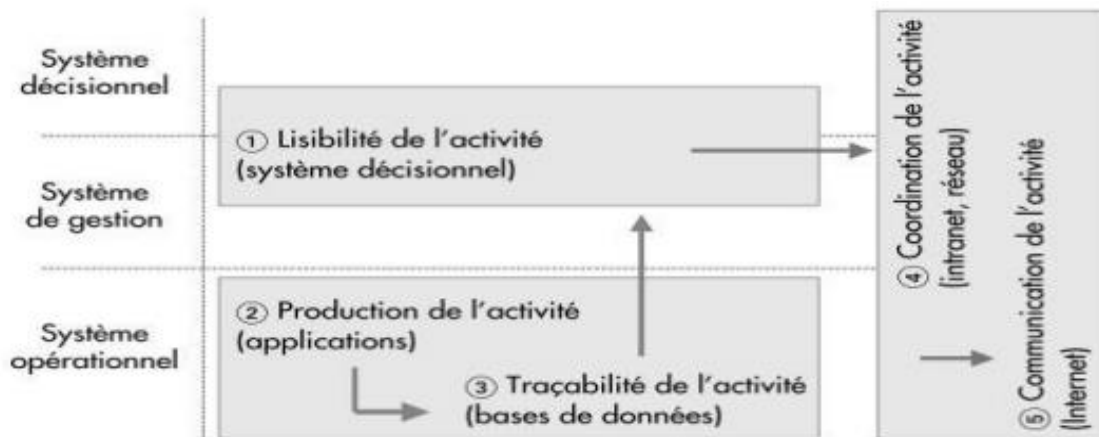 Système
décisionnel
① Lisibilité de l'activité
(système décisionnel)
Système
de gestion
② Production de l'activité
(applications)
Système
opérationnel
③ Traçabilité de l'activité
(bases de données)
④ Coordination de l'activité
(intranet, réseau)
⑤ Communication de l'activité
(Internet)